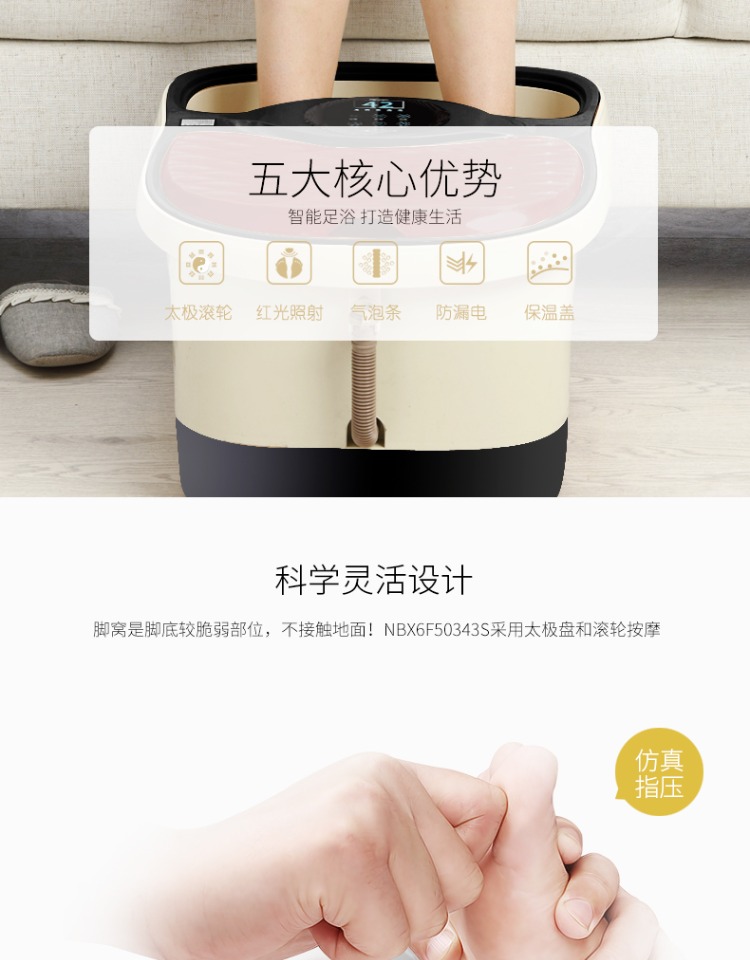 42
五大核心优势
智能足浴 打造健康生活
太极滚轮 红光照射 气泡条 防漏电 保温盖
科学灵活设计
脚窝是脚底较脆弱部位，不接触地面！NBX6F50343S采用太极盘和滚轮按摩
仿真
指压